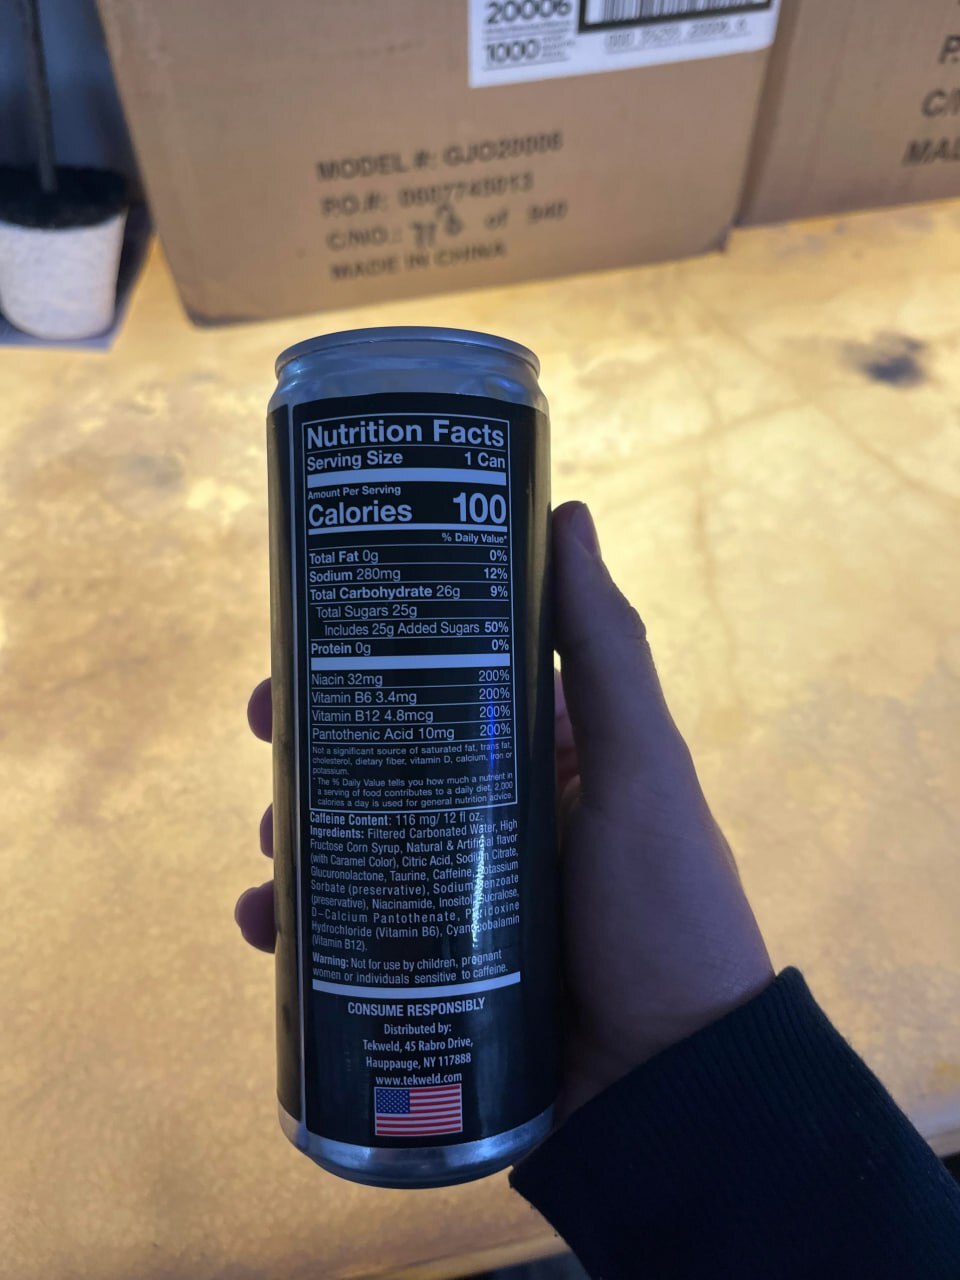 20006
1000
MODEL #: GJO20006
P.O.#: 0007743013
C/NO.: of 940
MADE IN CHINA
Nutrition Facts
Serving Size 1 Can
Amount Per Serving
Calories 100
% Daily Value*
Total Fat 0g 0%
Sodium 280mg 12%
Total Carbohydrate 26g 9%
Total Sugars 25g
Includes 25g Added Sugars 50%
Protein 0g 0%
Niacin 32mg 200%
Vitamin B6 3.4mg 200%
Vitamin B12 4.8mcg 200%
Pantothenic Acid 10mg 200%
Not a significant source of saturated fat, trans fat,
cholesterol, dietary fiber, vitamin D, calcium, iron or
potassium.
* The % Daily Value tells you how much a nutrient in
a serving of food contributes to a daily diet. 2,000
calories a day is used for general nutrition advice.
Caffeine Content: 116 mg/ 12 fl oz.
Ingredients: Filtered Carbonated Water, High
Fructose Corn Syrup, Natural & Artificial flavor
(with Caramel Color), Citric Acid, Sodium Citrate,
Glucuronolactone, Taurine, Caffeine, Potassium
Sorbate (preservative), Sodium Benzoate
(preservative), Niacinamide, Inositol, Sucralose,
D-Calcium Pantothenate, Pyridoxine
Hydrochloride (Vitamin B6), Cyanocobalamin
(Vitamin B12).
Warning: Not for use by children, pregnant
women or individuals sensitive to caffeine.
CONSUME RESPONSIBLY
Distributed by:
Tekweld, 45 Rabro Drive,
Hauppauge, NY 117888
www.tekweld.com